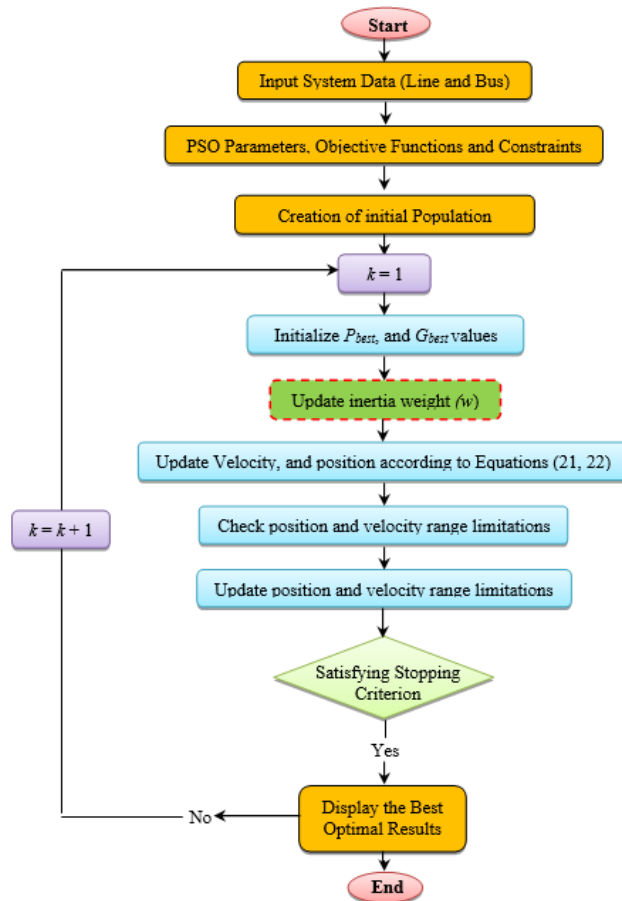 Start
Input System Data (Line and Bus)
PSO Parameters, Objective Functions and Constraints
Creation of initial Population
k = 1
Initialize Pbest, and Gbest values
Update inertia weight (w)
Update Velocity, and position according to Equations (21, 22)
k = k + 1
Check position and velocity range limitations
Update position and velocity range limitations
Satisfying Stopping
Criterion
Yes
No
Display the Best
Optimal Results
End